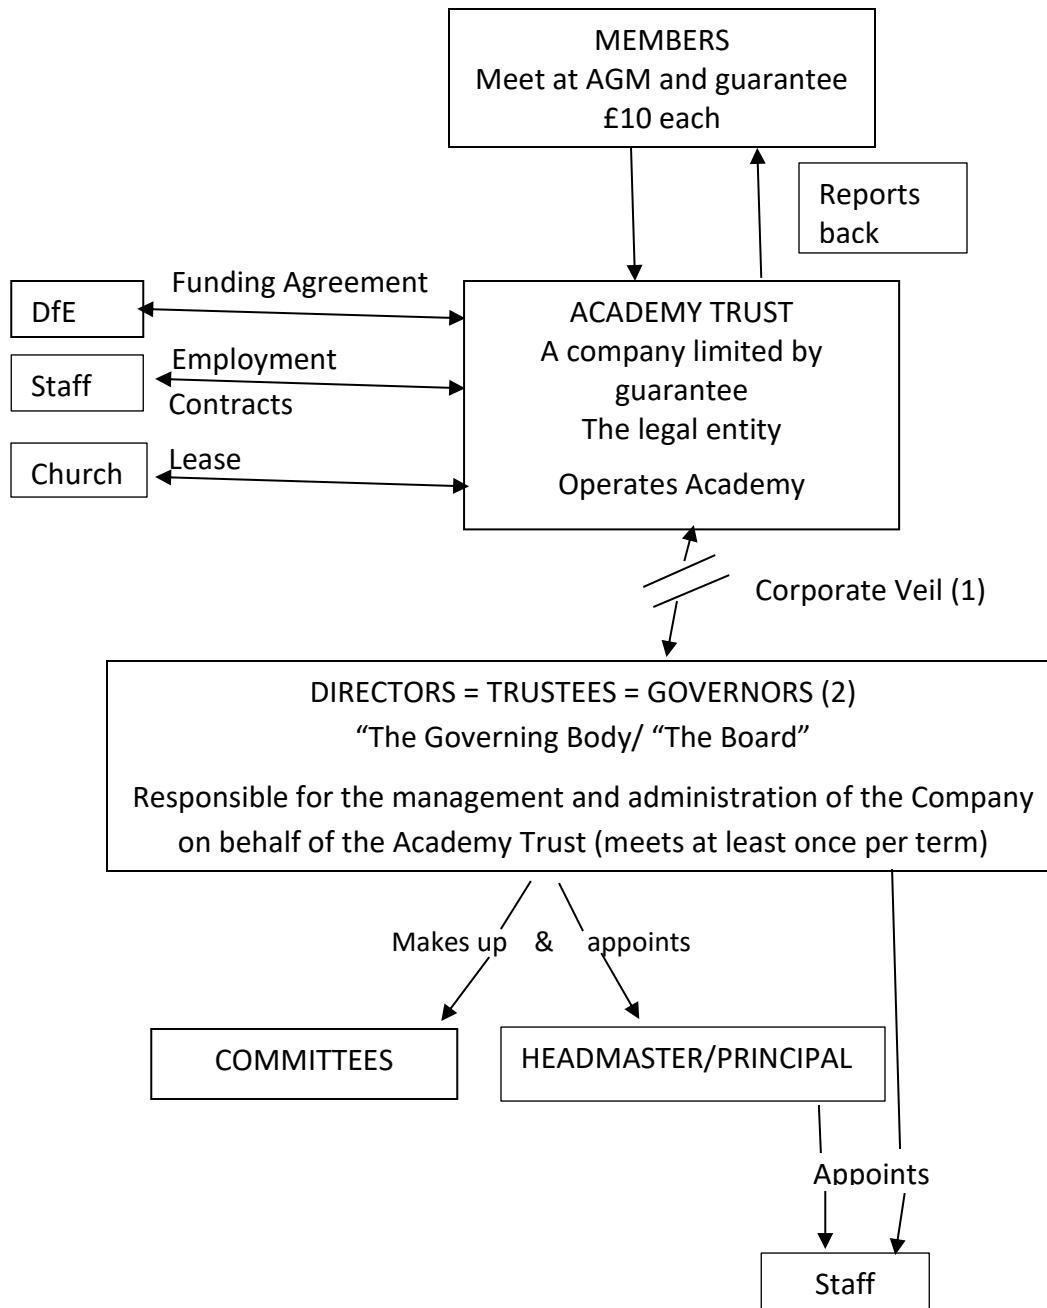 MEMBERS
Meet at AGM and guarantee
£10 each
Reports
back
Funding Agreement
DfE
Employment
Contracts
Staff
Lease
Church
ACADEMY TRUST
A company limited by
guarantee
The legal entity
Operates Academy
Corporate Veil (1)
DIRECTORS = TRUSTEES = GOVERNORS (2)
“The Governing Body/ “The Board”
Responsible for the management and administration of the Company
on behalf of the Academy Trust (meets at least once per term)
Makes up & appoints
COMMITTEES
HEADMASTER/PRINCIPAL
Appoints
Staff